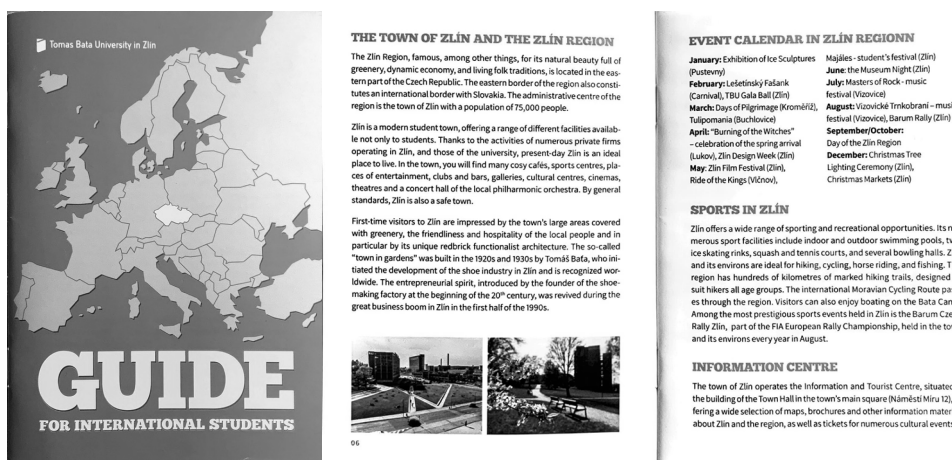 Tomas Bata University in Zlín
GUIDE
FOR INTERNATIONAL STUDENTS
THE TOWN OF ZLÍN AND THE ZLÍN REGION
The Zlín Region, famous, among other things, for its natural beauty full of
greenery, dynamic economy, and living folk traditions, is located in the eas-
tern part of the Czech Republic. The eastern border of the region also consti-
tutes an international border with Slovakia. The administrative centre of the
region is the town of Zlín with a population of 75,000 people.
Zlín is a modern student town, offering a range of different facilities availab-
le not only to students. Thanks to the activities of numerous private firms
operating in Zlín, and those of the university, present-day Zlín is an ideal
place to live. In the town, you will find many cosy cafés, sports centres, pla-
ces of entertainment, clubs and bars, galleries, cultural centres, cinemas,
theatres and a concert hall of the local philharmonic orchestra. By general
standards, Zlín is also a safe town.
First-time visitors to Zlín are impressed by the town's large areas covered
with greenery, the friendliness and hospitality of the local people and in
particular by its unique redbrick functionalist architecture. The so-called
"town in gardens" was built in the 1920s and 1930s by Tomáš Baťa, who ini-
tiated the development of the shoe industry in Zlín and is recognized wor-
ldwide. The entrepreneurial spirit, introduced by the founder of the shoe-
making factory at the beginning of the 20th century, was revived during the
great business boom in Zlín in the first half of the 1990s.
06
EVENT CALENDAR IN ZLÍN REGIONN
January: Exhibition of Ice Sculptures
(Pustevny)
February: Lešetínský Fašank
(Carnival), TBU Gala Ball (Zlín)
March: Days of Pilgrimage (Kroměříž),
Tulipomania (Buchlovice)
April: "Burning of the Witches"
– celebration of the spring arrival
(Lukov), Zlín Design Week (Zlín)
May: Zlín Film Festival (Zlín),
Ride of the Kings (Vlčnov),
Majáles - student's festival (Zlín)
June: the Museum Night (Zlín)
July: Masters of Rock - music
festival (Vizovice)
August: Vizovické Trnkobraní – musi
festival (Vizovice), Barum Rally (Zlín)
September/October:
Day of the Zlín Region
December: Christmas Tree
Lighting Ceremony (Zlín),
Christmas Markets (Zlín)
SPORTS IN ZLÍN
Zlín offers a wide range of sporting and recreational opportunities. Its n
merous sport facilities include indoor and outdoor swimming pools, tw
ice skating rinks, squash and tennis courts, and several bowling halls. Z
and its environs are ideal for hiking, cycling, horse riding, and fishing. T
region has hundreds of kilometres of marked hiking trails, designed
suit hikers all age groups. The international Moravian Cycling Route pas
es through the region. Visitors can also enjoy boating on the Bata Can
Among the most prestigious sports events held in Zlín is the Barum Cze
Rally Zlín, part of the FIA European Rally Championship, held in the tow
and its environs every year in August.
INFORMATION CENTRE
The town of Zlín operates the Information and Tourist Centre, situated
the building of the Town Hall in the town's main square (Náměstí Míru 12),
fering a wide selection of maps, brochures and other information mater
about Zlín and the region, as well as tickets for numerous cultural events